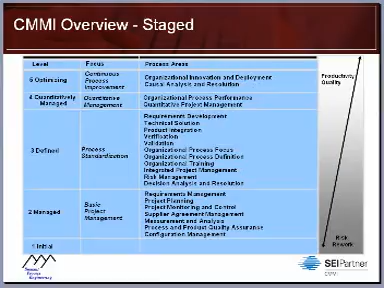 CMMI Overview - Staged
Level Focus Process Areas
5 Optimizing
Continuous
Process
Improvement
Organizational Innovation and Deployment
Causal Analysis and Resolution
4 Quantitatively
Managed
Quantitative
Management
Organizational Process Performance
Quantitative Project Management
3 Defined
Process
Standardization
Requirements Development
Technical Solution
Product Integration
Verification
Validation
Organizational Process Focus
Organizational Process Definition
Organizational Training
Integrated Project Management
Risk Management
Decision Analysis and Resolution
2 Managed
Basic
Project
Management
Requirements Management
Project Planning
Project Monitoring and Control
Supplier Agreement Management
Measurement and Analysis
Process and Product Quality Assurance
Configuration Management
1 Initial
Productivity
Quality
Risk
Rework
SEI Partner
CMMI